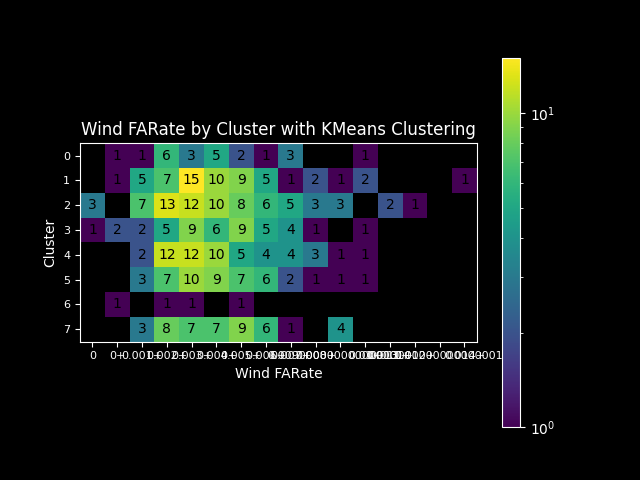 Wind FARate by Cluster with KMeans Clustering
0 1 1 6 3 5 2 1 3 1
1 1 5 7 15 10 9 5 1 2 1 2 1
2 3 7 13 12 10 8 6 5 3 3 2 1
3 1 2 2 5 9 6 9 5 4 1 1
4 2 12 12 10 5 4 4 3 1 1
5 3 7 10 9 7 6 2 1 1 1
6 1 1 1 1
7 3 8 7 7 9 6 1 4
Cluster
0
Wind FARate
10^1
10^0